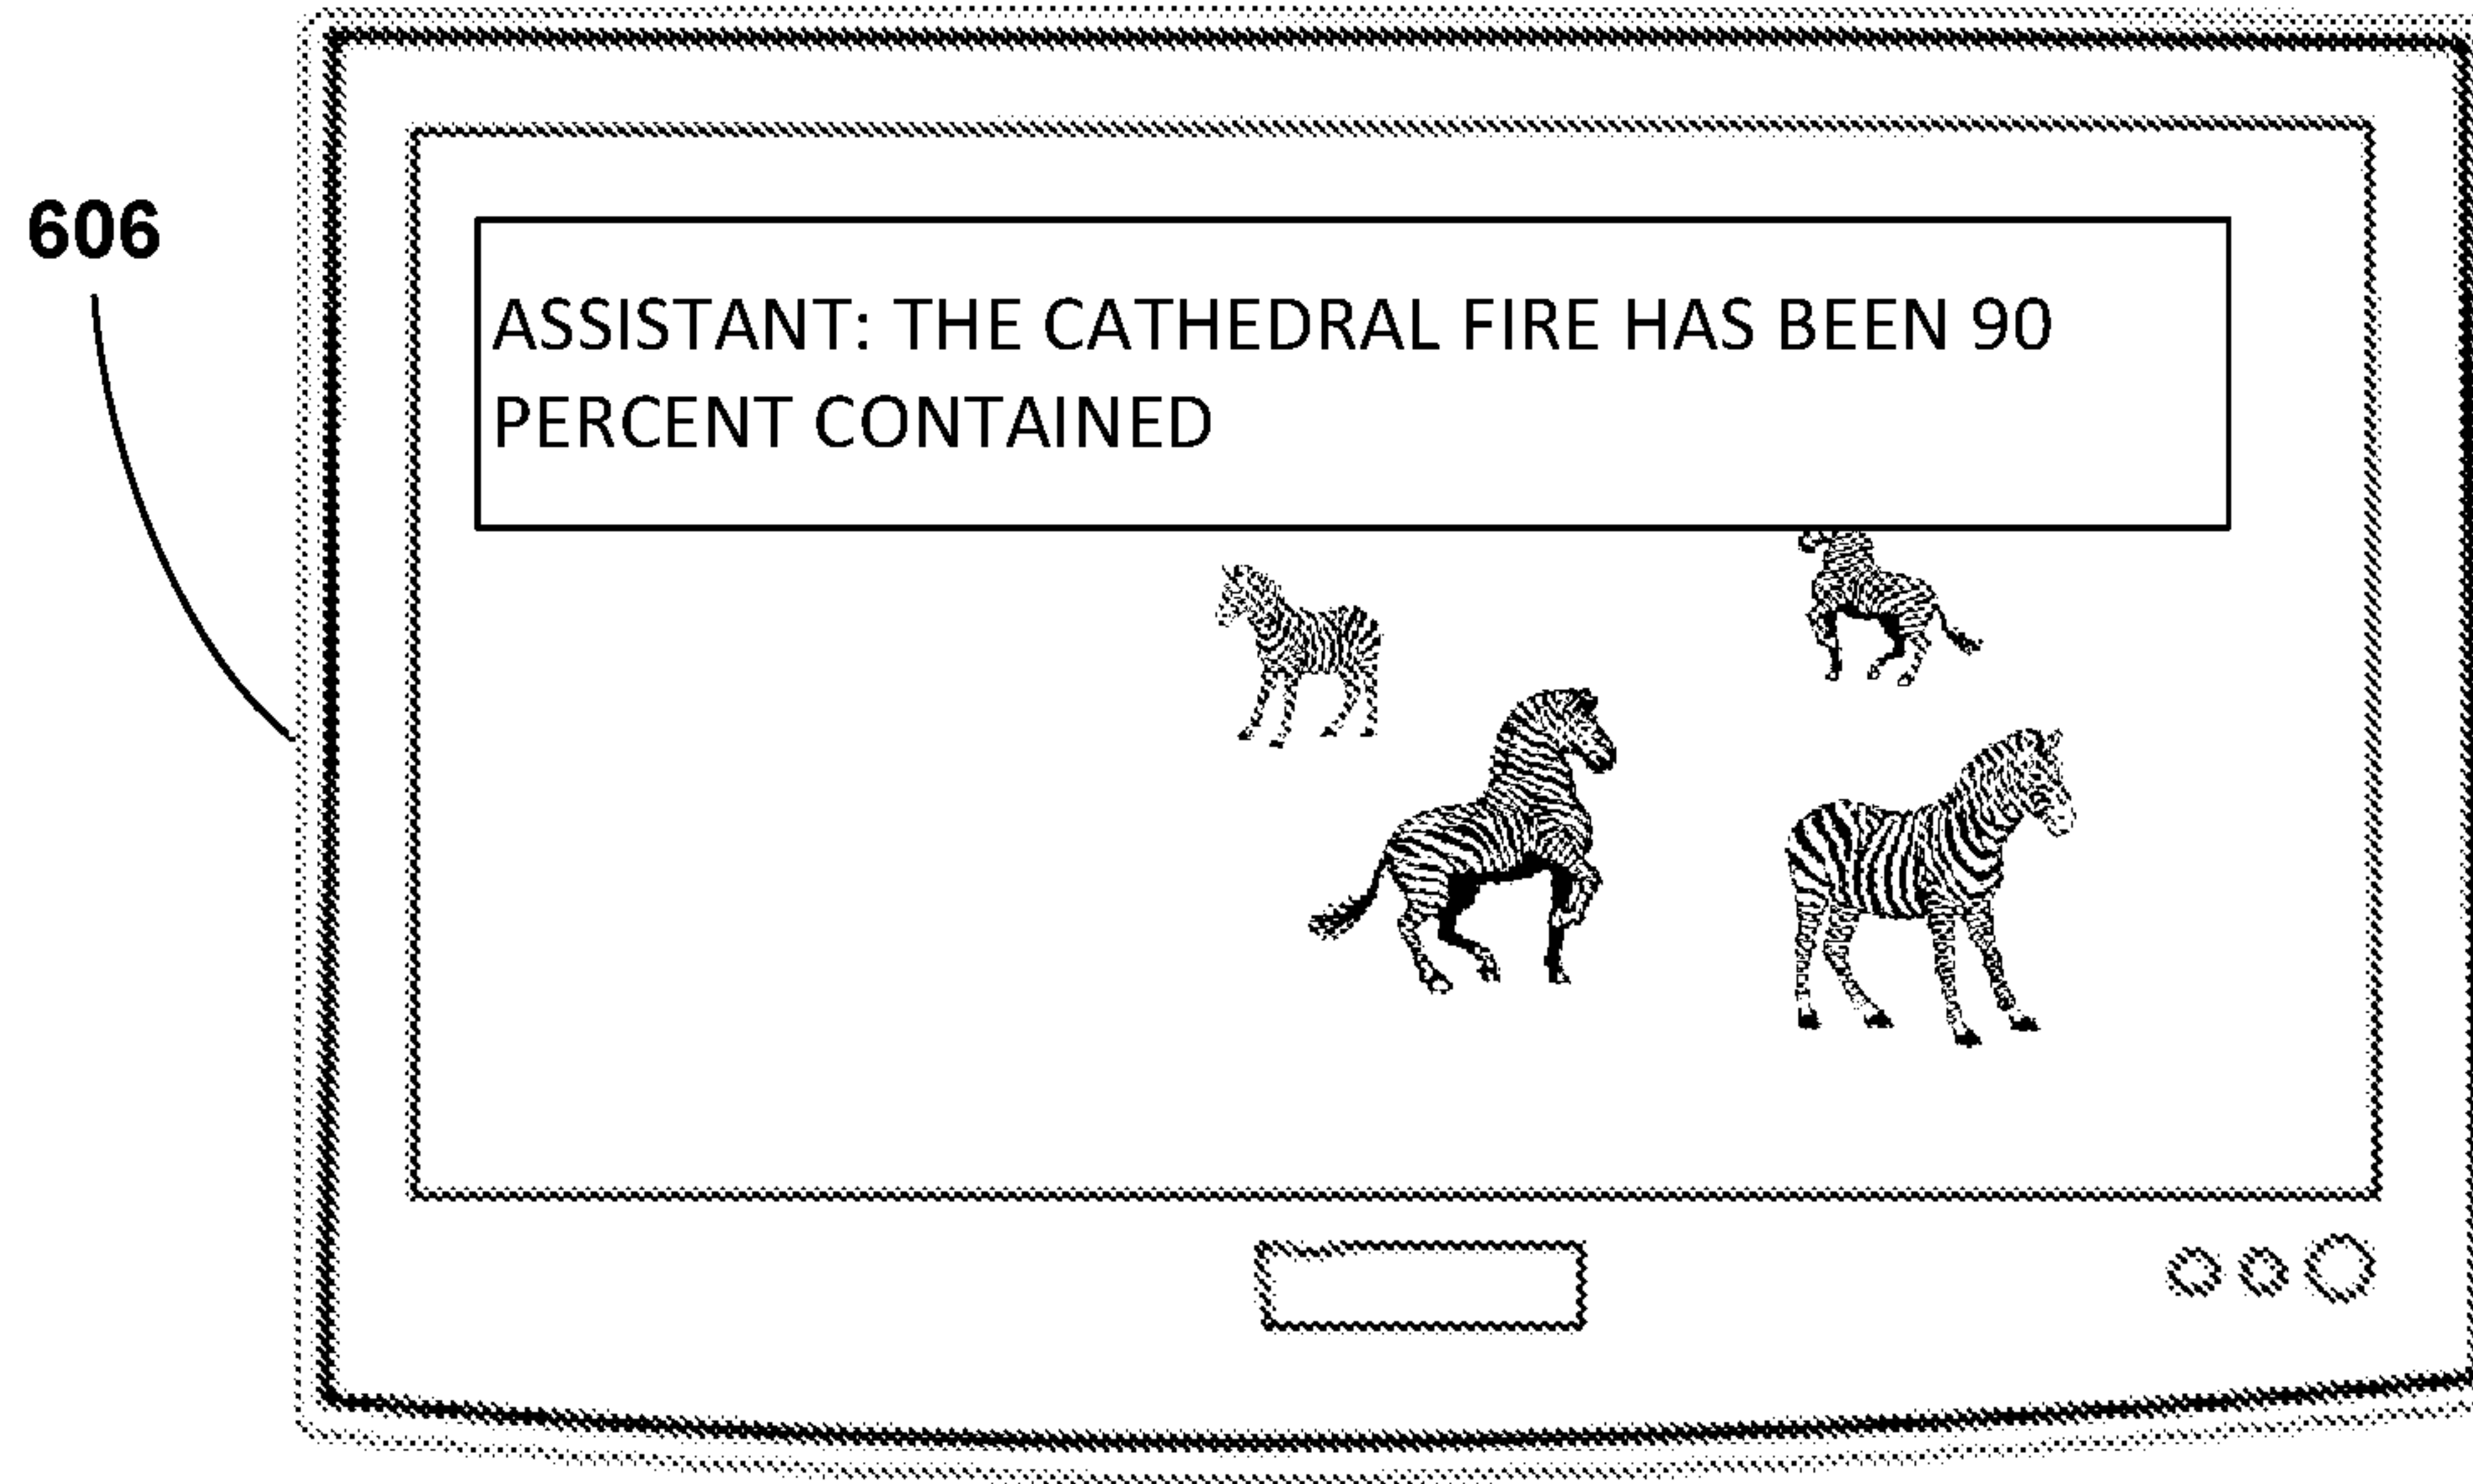 606
ASSISTANT: THE CATHEDRAL FIRE HAS BEEN 90
PERCENT CONTAINED